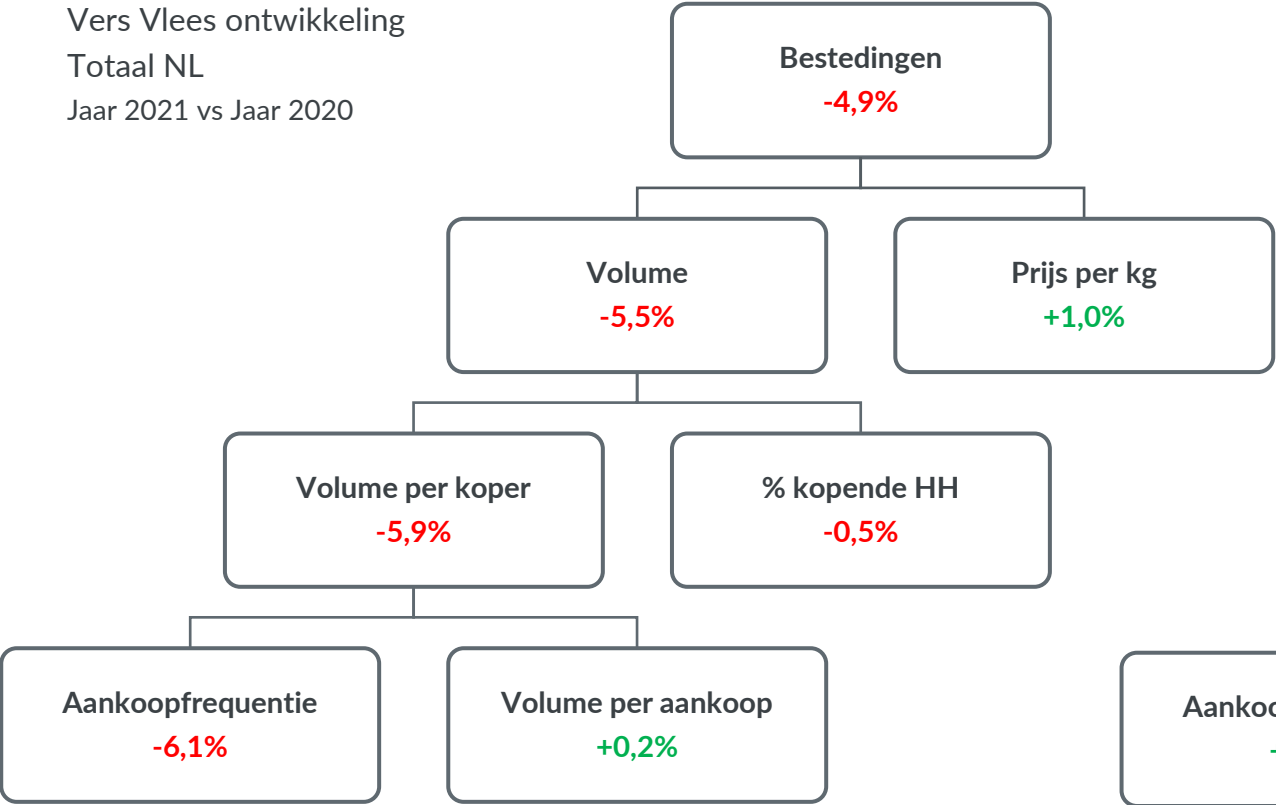 Vers Vlees ontwikkeling
Totaal NL
Jaar 2021 vs Jaar 2020
Bestedingen
-4,9%
Volume
-5,5%
Prijs per kg
+1,0%
Volume per koper
-5,9%
% kopende HH
-0,5%
Aankoopfrequentie
-6,1%
Volume per aankoop
+0,2%